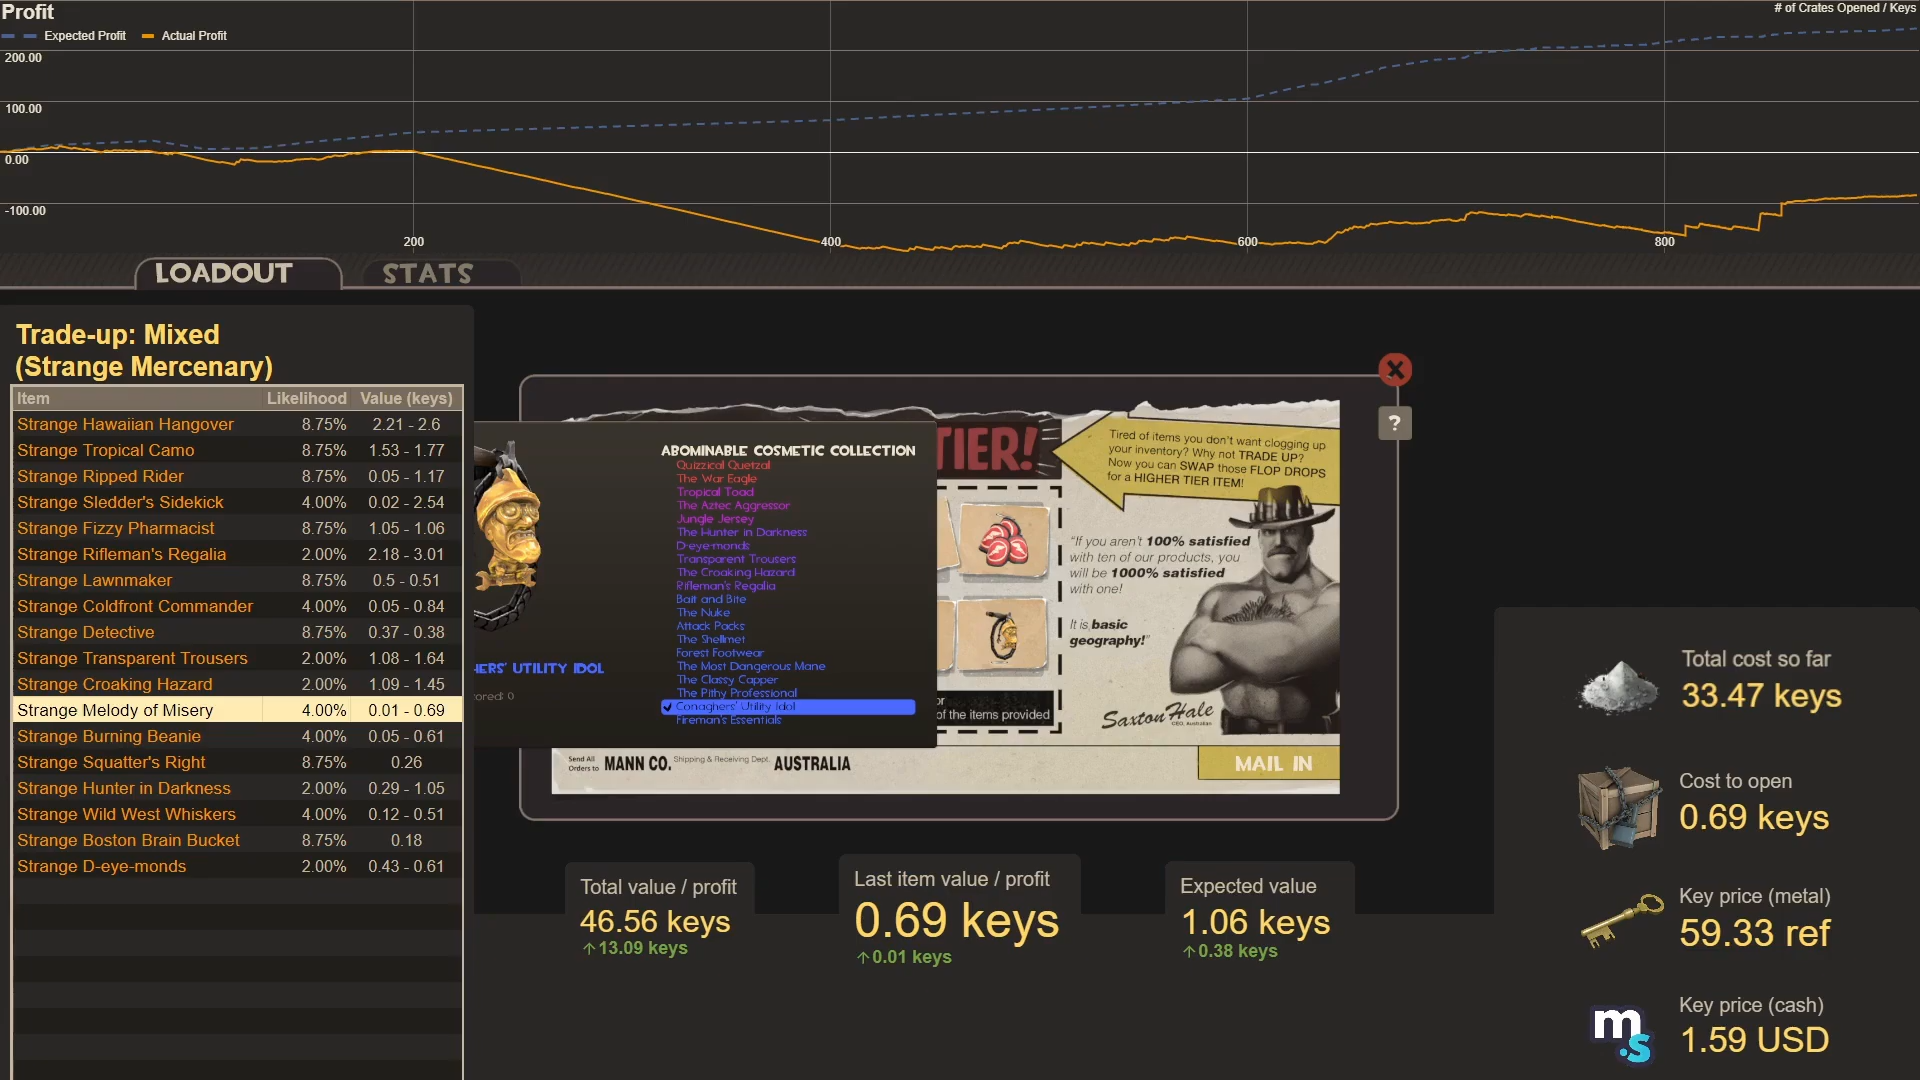 Profit
# of Crates Opened / Keys
Expected Profit
Actual Profit
200.00
100.00
0.00
-100.00
200
400
600
800
LOADOUT
STATS
Trade-up: Mixed
(Strange Mercenary)
Item Likelihood Value (keys)
Strange Hawaiian Hangover 8.75% 2.21 - 2.6
Strange Tropical Camo 8.75% 1.53 - 1.77
Strange Ripped Rider 8.75% 0.05 - 1.17
Strange Sledder's Sidekick 4.00% 0.02 - 2.54
Strange Fizzy Pharmacist 8.75% 1.05 - 1.06
Strange Rifleman's Regalia 2.00% 2.18 - 3.01
Strange Lawnmaker 8.75% 0.5 - 0.51
Strange Coldfront Commander 4.00% 0.05 - 0.84
Strange Detective 8.75% 0.37 - 0.38
Strange Transparent Trousers 2.00% 1.08 - 1.64
Strange Croaking Hazard 2.00% 1.09 - 1.45
Strange Melody of Misery 4.00% 0.01 - 0.69
Strange Burning Beanie 4.00% 0.05 - 0.61
Strange Squatter's Right 8.75% 0.26
Strange Hunter in Darkness 2.00% 0.29 - 1.05
Strange Wild West Whiskers 4.00% 0.12 - 0.51
Strange Boston Brain Bucket 8.75% 0.18
Strange D-eye-monds 2.00% 0.43 - 0.61
HERS' UTILITY IDOL
ored: 0
ABOMINABLE COSMETIC COLLECTION
Quizzical Quetzal
The War Eagle
Tropical Toad
The Aztec Aggressor
Jungle Jersey
The Hunter in Darkness
D-eye-monds
Transparent Trousers
The Croaking Hazard
Rifleman's Regalia
Bait and Bite
The Nuke
Attack Packs
The Shellmet
Forest Footwear
The Most Dangerous Mane
The Classy Capper
The Pithy Professional
Conaghers' Utility Idol
Fireman's Essentials
TIER!
Tired of items you don't want clogging up
your inventory? Why not TRADE UP?
Now you can SWAP those FLOP DROPS
for a HIGHER TIER ITEM!
"If you aren't 100% satisfied
with ten of our products, you
will be 1000% satisfied
with one!
It is basic
geography!"
or
of the items provided
Saxton Hale
CEO, Australian
Send All
Orders to
MANN CO. Shipping & Receiving Dept. AUSTRALIA
MAIL IN
?
Total value / profit
46.56 keys
↑13.09 keys
Last item value / profit
0.69 keys
↑0.01 keys
Expected value
1.06 keys
↑0.38 keys
Total cost so far
33.47 keys
Cost to open
0.69 keys
Key price (metal)
59.33 ref
Key price (cash)
1.59 USD
m.s